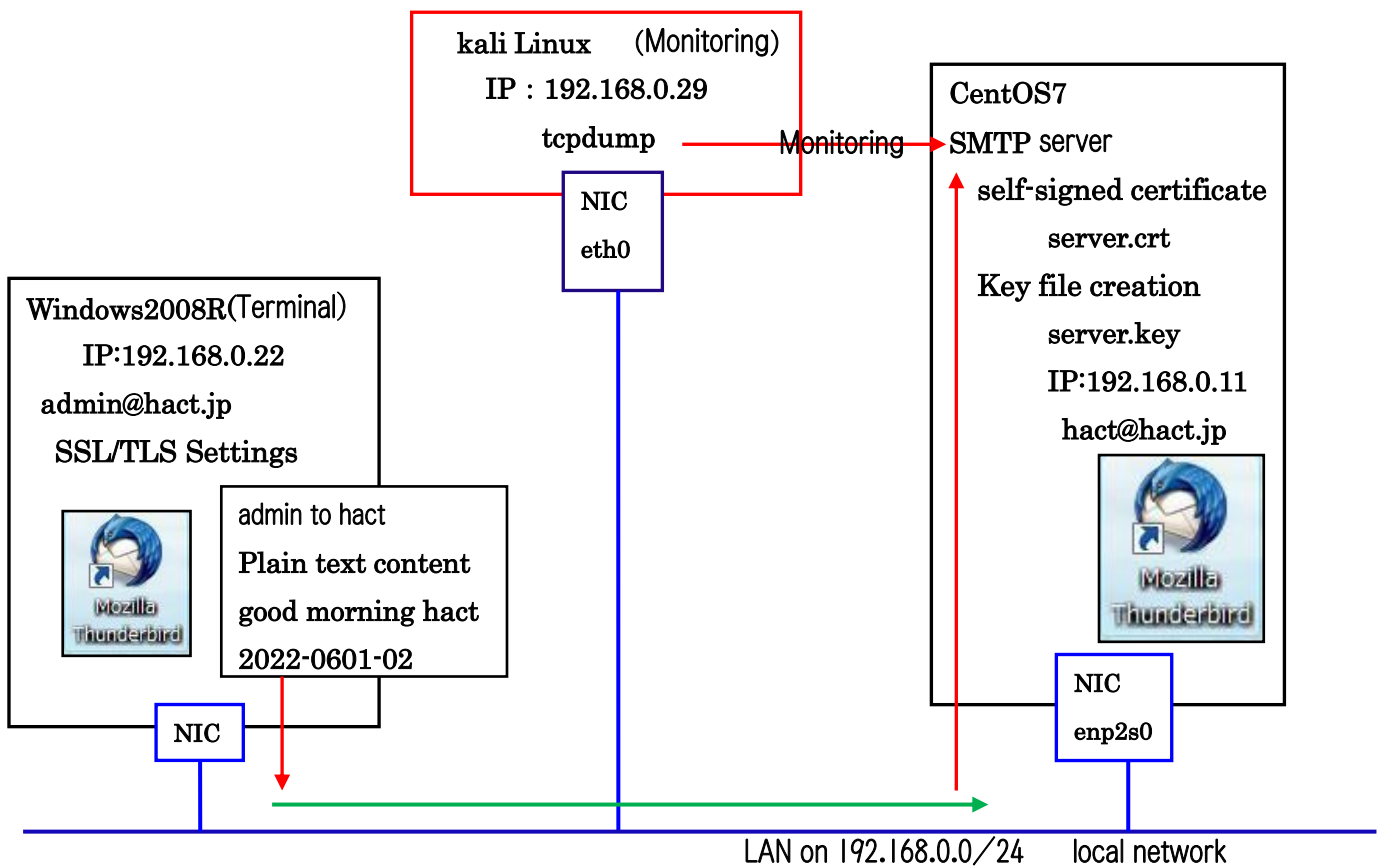 kali Linux (Monitoring)
IP：192.168.0.29
tcpdump
Monitoring
NIC
eth0
CentOS7
SMTP server
self-signed certificate
server.crt
Key file creation
server.key
IP:192.168.0.11
hact@hact.jp
Mozilla
Thunderbird
NIC
enp2s0
Windows2008R(Terminal)
IP:192.168.0.22
admin@hact.jp
SSL/TLS Settings
Mozilla
Thunderbird
admin to hact
Plain text content
good morning hact
2022-0601-02
NIC
LAN on 192.168.0.0／24 local network